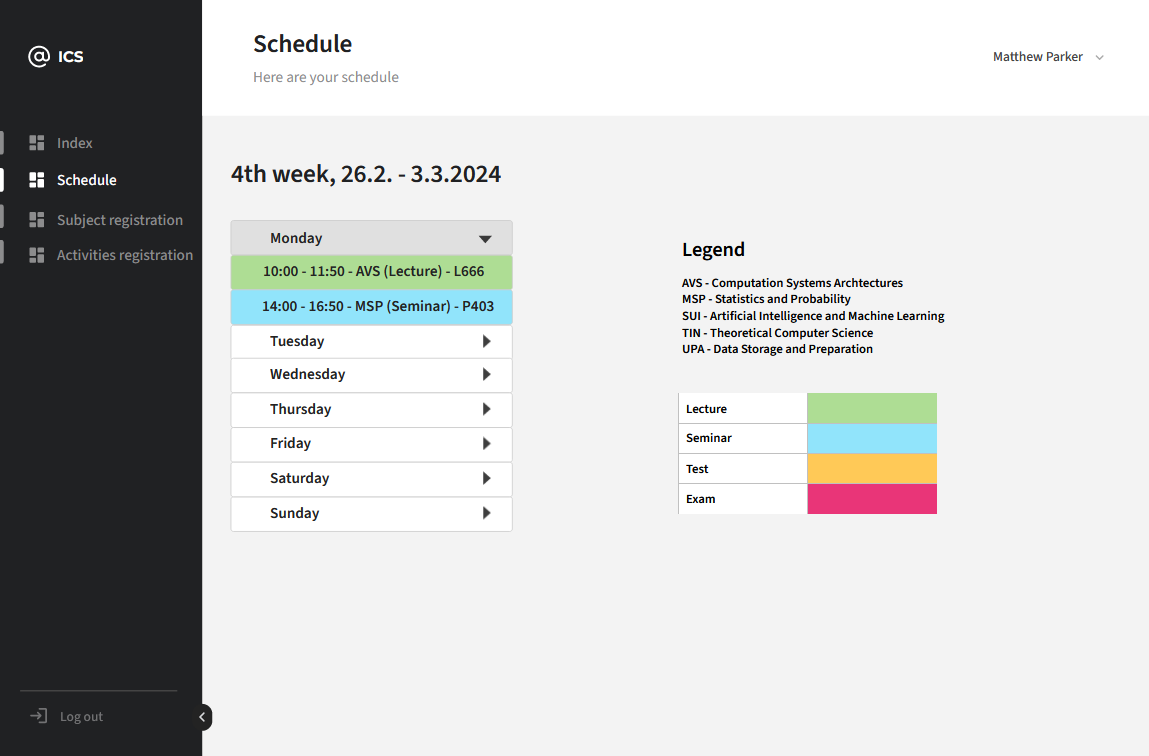 @ ICS
Schedule
Here are your schedule
Matthew Parker
Index
Schedule
Subject registration
Activities registration
4th week, 26.2. - 3.3.2024
Monday
10:00 - 11:50 - AVS (Lecture) - L666
14:00 - 16:50 - MSP (Seminar) - P403
Tuesday
Wednesday
Thursday
Friday
Saturday
Sunday
Legend
AVS - Computation Systems Archtectures
MSP - Statistics and Probability
SUI - Artificial Intelligence and Machine Learning
TIN - Theoretical Computer Science
UPA - Data Storage and Preparation
Lecture
Seminar
Test
Exam
Log out